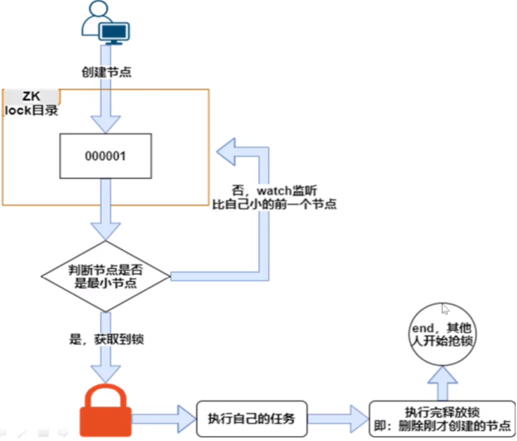 创建节点
ZK
lock目录
000001
否，watch监听
比自己小的前一个节点
判断节点是否
是最小节点
是，获取到锁
end，其他
人开始抢锁
执行自己的任务
执行完释放锁
即：删除刚才创建的节点